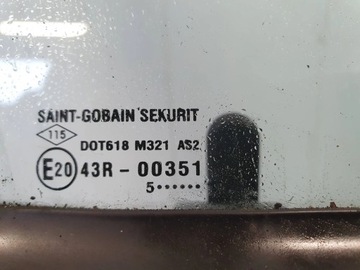 SAINT-GOBAIN SEKURIT
115
DOT618 M321 AS2
E20 43R - 00351
5••••••